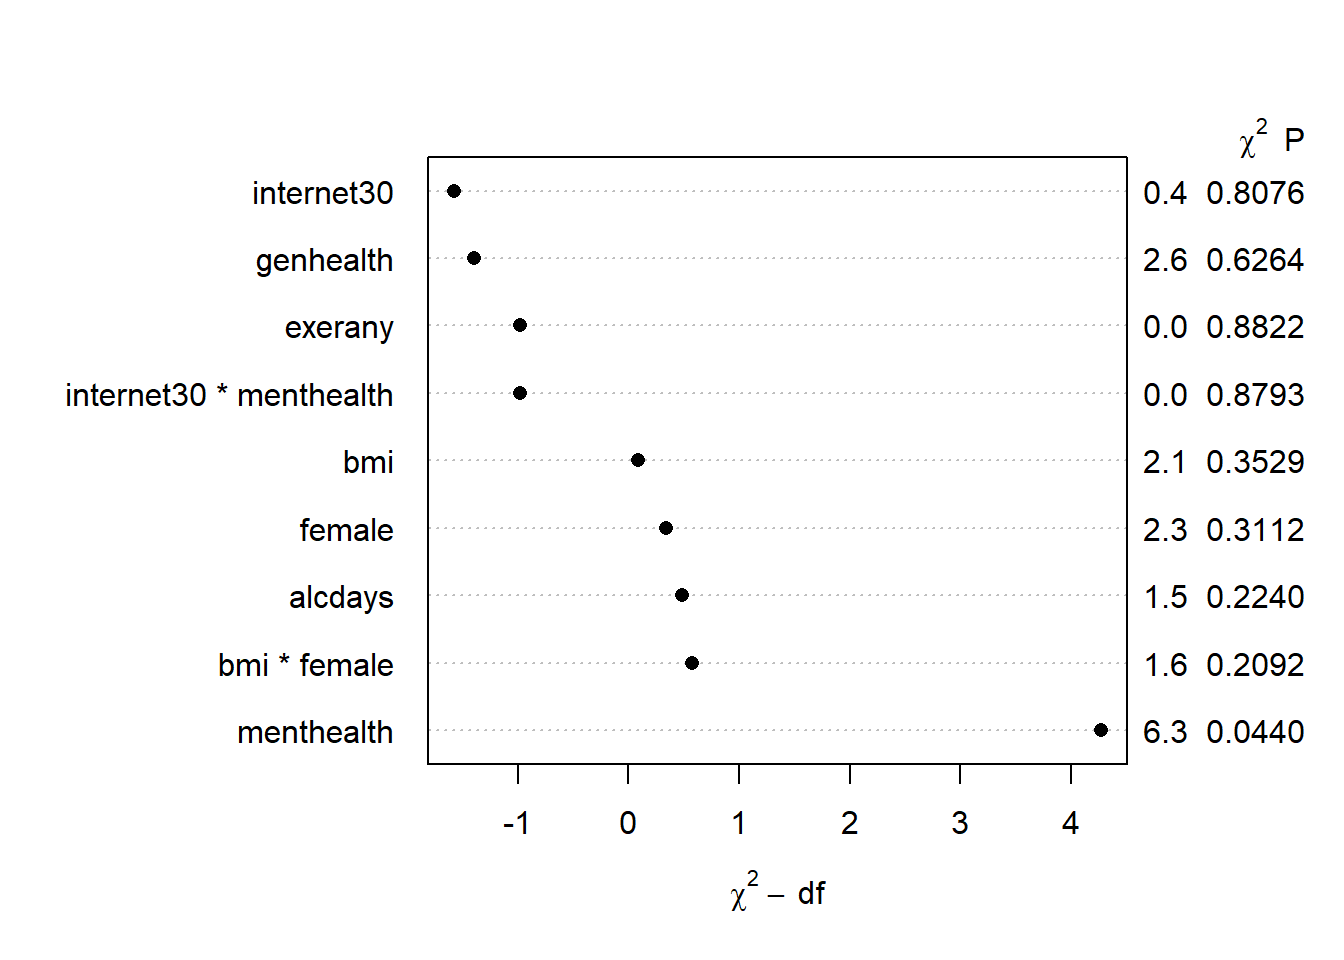 χ² P
internet30 0.4 0.8076
genhealth 2.6 0.6264
exerany 0.0 0.8822
internet30 * menthealth 0.0 0.8793
bmi 2.1 0.3529
female 2.3 0.3112
alcdays 1.5 0.2240
bmi * female 1.6 0.2092
menthealth 6.3 0.0440
-1 0 1 2 3 4
χ² − df